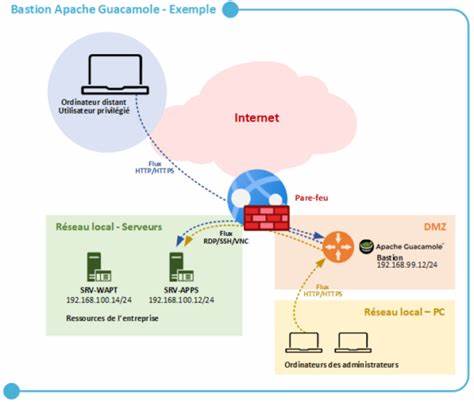 Bastion Apache Guacamole - Exemple
Ordinateur distant
Utilisateur privilégié
Internet
Flux
HTTP/HTTPS
Pare-feu
Réseau local - Serveurs
Flux
RDP/SSH/VNC
DMZ
Apache Guacamole
Bastion
192.168.99.12/24
SRV-WAPT
192.168.100.14/24
SRV-APPS
192.168.100.12/24
Ressources de l'entreprise
Flux
HTTP/HTTPS
Réseau local – PC
Ordinateurs des administrateurs